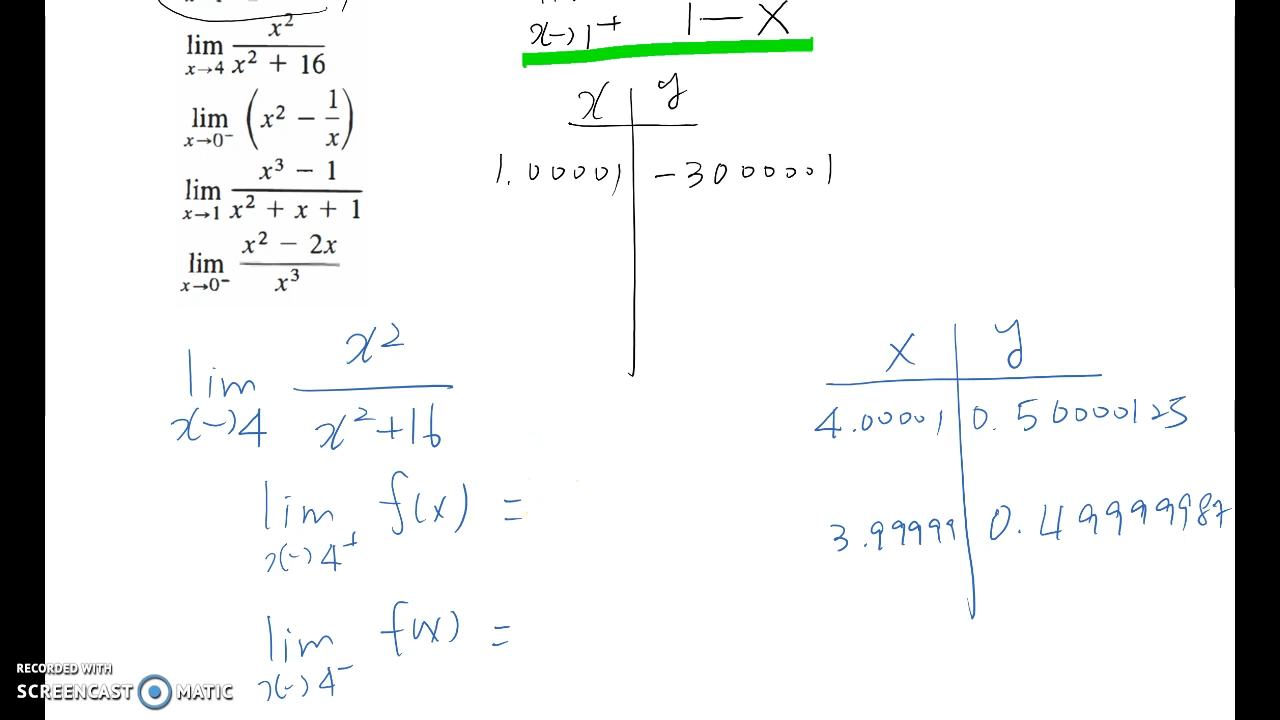 lim x→4 x² / x² + 16
lim x→0⁻ (x² − 1/x)
lim x→1 x³ − 1 / x² + x + 1
lim x→0⁻ x² − 2x / x³
x→1⁺ 1−x
x y
1.00001 −3000001
lim x→4 x² / x²+16
lim x→4⁺ f(x) =
lim x→4⁻ f(x) =
x y
4.00001 0.50000125
3.99999 0.49999987
RECORDED WITH
SCREENCAST MATIC